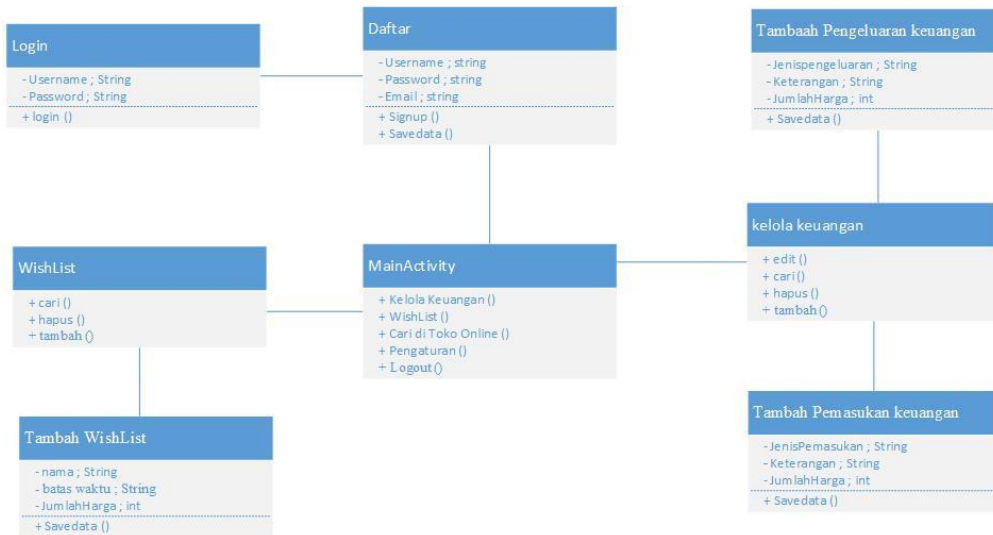 Login
- Username ; String
- Password ; String
+ login ()
Daftar
- Username ; string
- Password ; string
- Email ; string
+ Signup ()
+ Savedata ()
Tambaah Pengeluaran keuangan
- Jenispengeluaran ; String
- Keterangan ; String
- JumlahHarga ; int
+ Savedata ()
WishList
+ cari ()
+ hapus ()
+ tambah ()
MainActivity
+ Kelola Keuangan ()
+ WishList ()
+ Cari di Toko Online ()
+ Pengaturan ()
+ Logout ()
kelola keuangan
+ edit ()
+ cari ()
+ hapus ()
+ tambah ()
Tambah WishList
- nama ; String
- batas waktu ; String
- JumlahHarga ; int
+ Savedata ()
Tambah Pemasukan keuangan
- JenisPemasukan ; String
- Keterangan ; String
- JumlahHarga ; int
+ Savedata ()